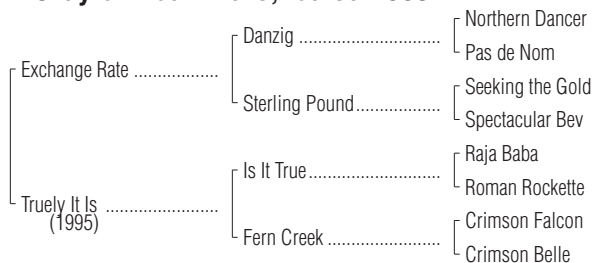 Northern Dancer
Danzig ..............................
Pas de Nom
Exchange Rate ..................
Seeking the Gold
Sterling Pound..................
Spectacular Bev
Raja Baba
Is It True............................
Roman Rockette
Truely It Is ........................
(1995)
Crimson Falcon
Fern Creek ........................
Crimson Belle